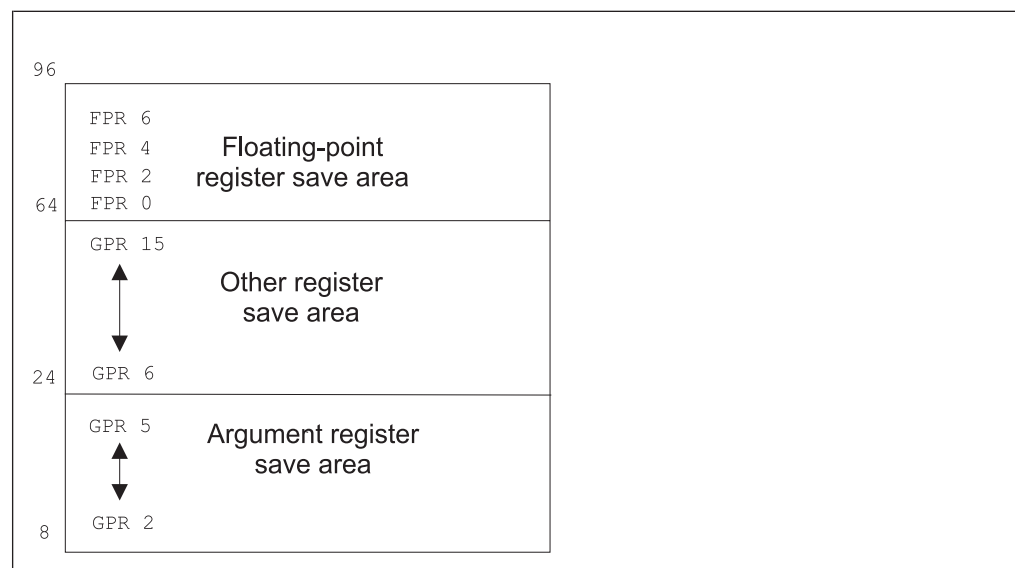 96
FPR 6
FPR 4
FPR 2
FPR 0
Floating-point
register save area
64
GPR 15
Other register
save area
GPR 6
24
GPR 5
Argument register
save area
GPR 2
8